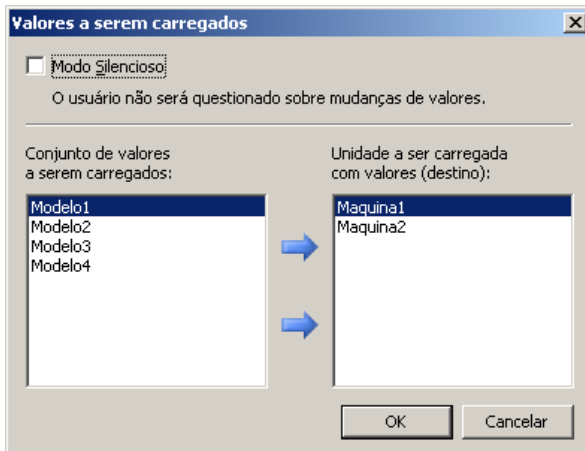 Valores a serem carregados
Modo Silencioso
O usuário não será questionado sobre mudanças de valores.
Conjunto de valores
a serem carregados:
Modelo1
Modelo2
Modelo3
Modelo4
Unidade a ser carregada
com valores (destino):
Maquina1
Maquina2
OK
Cancelar